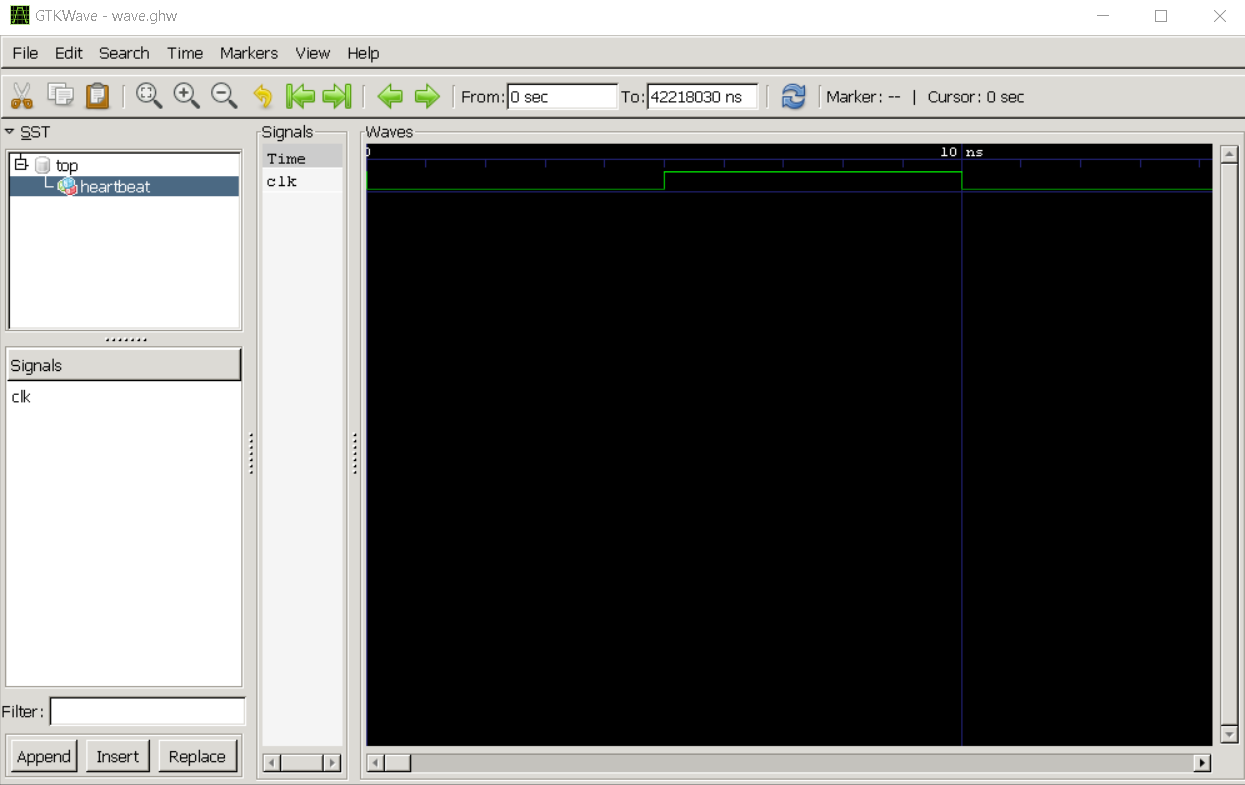 GTKWave - wave.ghw
File Edit Search Time Markers View Help
From: 0 sec To: 42218030 ns Marker: -- | Cursor: 0 sec
SST
top
heartbeat
Signals
clk
Filter:
Append Insert Replace
Signals
Time
clk
Waves
0 10 ns